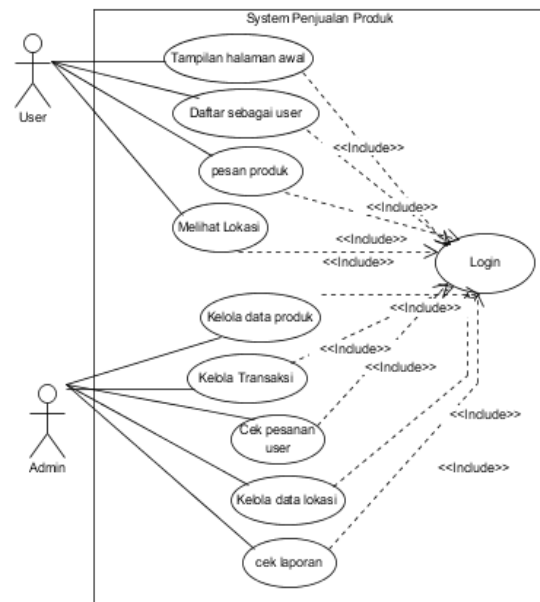 System Penjualan Produk
User
Tampilan halaman awal
Daftar sebagai user
<<Include>>
pesan produk
<<Include>>
Melihat Lokasi
<<Include>>
<<Include>>
Login
Kelola data produk
<<Include>>
<<Include>>
Kelola Transaksi
<<Include>>
Admin
Cek pesanan
user
<<Include>>
<<Include>>
Kelola data lokasi
cek laporan